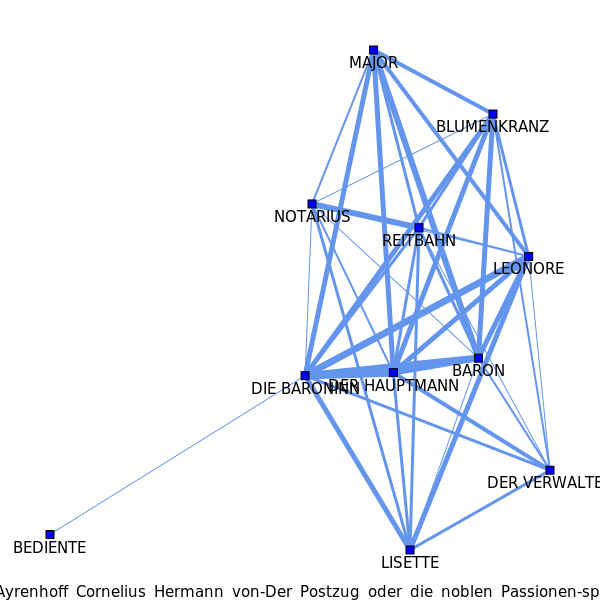 MAJOR
BLUMENKRANZ
NOTARIUS
REITBAHN
LEONORE
BARON
DIE BARONINN
DER HAUPTMANN
DER VERWALTE
BEDIENTE
LISETTE
Ayrenhoff Cornelius Hermann von-Der Postzug oder die noblen Passionen-sp